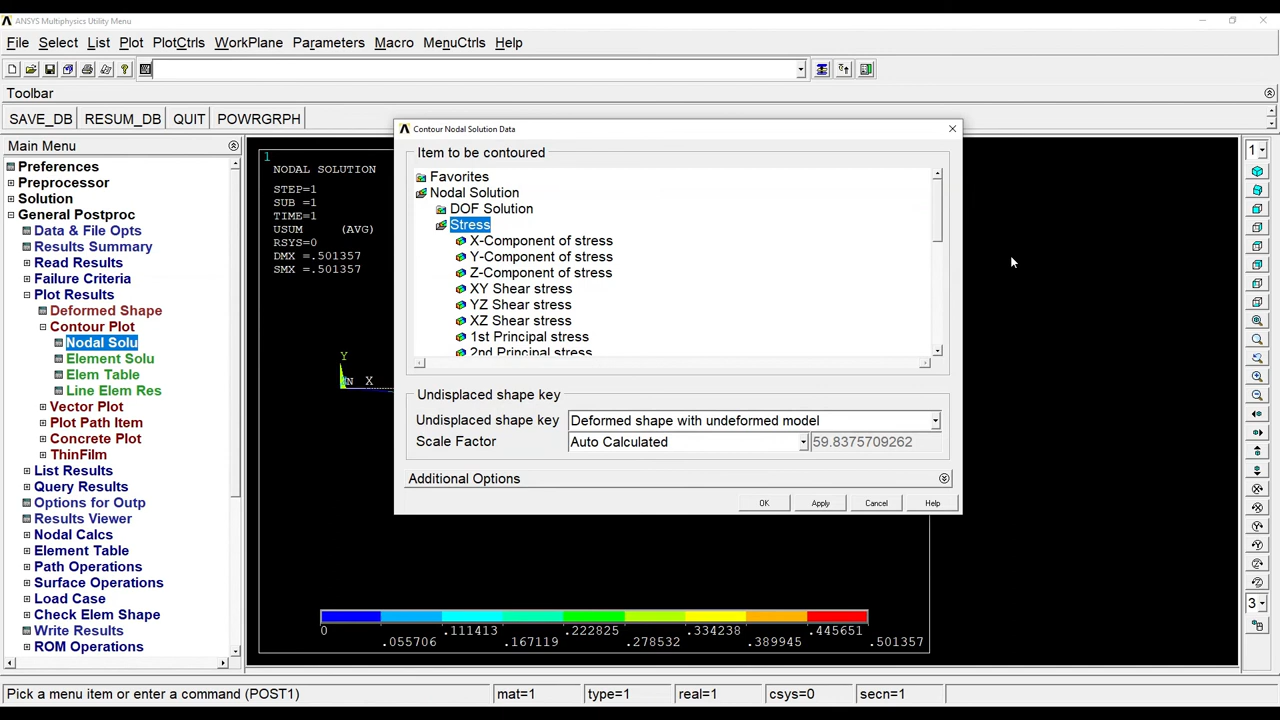 ANSYS Multiphysics Utility Menu
File Select List Plot PlotCtrls WorkPlane Parameters Macro MenuCtrls Help
Toolbar
SAVE_DB RESUM_DB QUIT POWRGRPH
Main Menu
Preferences
Preprocessor
Solution
General Postproc
Data & File Opts
Results Summary
Read Results
Failure Criteria
Plot Results
Deformed Shape
Contour Plot
Nodal Solu
Element Solu
Elem Table
Line Elem Res
Vector Plot
Plot Path Item
Concrete Plot
ThinFilm
List Results
Query Results
Options for Outp
Results Viewer
Nodal Calcs
Element Table
Path Operations
Surface Operations
Load Case
Check Elem Shape
Write Results
ROM Operations
1
NODAL SOLUTION
STEP=1
SUB =1
TIME=1
USUM (AVG)
RSYS=0
DMX =.501357
SMX =.501357
Y
X
Contour Nodal Solution Data
Item to be contoured
Favorites
Nodal Solution
DOF Solution
Stress
X-Component of stress
Y-Component of stress
Z-Component of stress
XY Shear stress
YZ Shear stress
XZ Shear stress
1st Principal stress
2nd Principal stress
Undisplaced shape key
Undisplaced shape key Deformed shape with undeformed model
Scale Factor Auto Calculated 59.8375709262
Additional Options
OK Apply Cancel Help
0 .111413 .222825 .334238 .445651
.055706 .167119 .278532 .389945 .501357
1
3
Pick a menu item or enter a command (POST1) mat=1 type=1 real=1 csys=0 secn=1